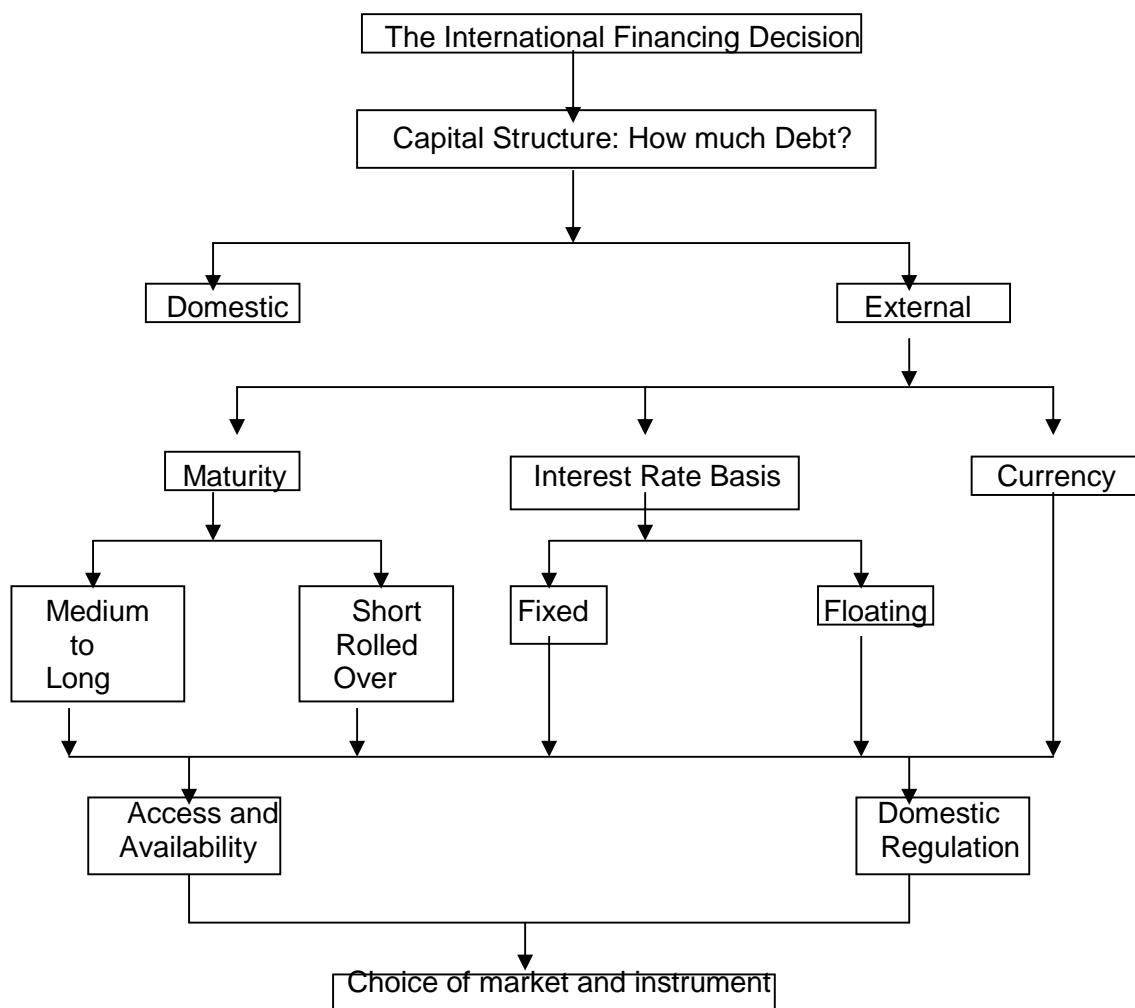 The International Financing Decision
Capital Structure: How much Debt?
Domestic
External
Maturity
Interest Rate Basis
Currency
Medium
to
Long
Short
Rolled
Over
Fixed
Floating
Access and
Availability
Domestic
Regulation
Choice of market and instrument